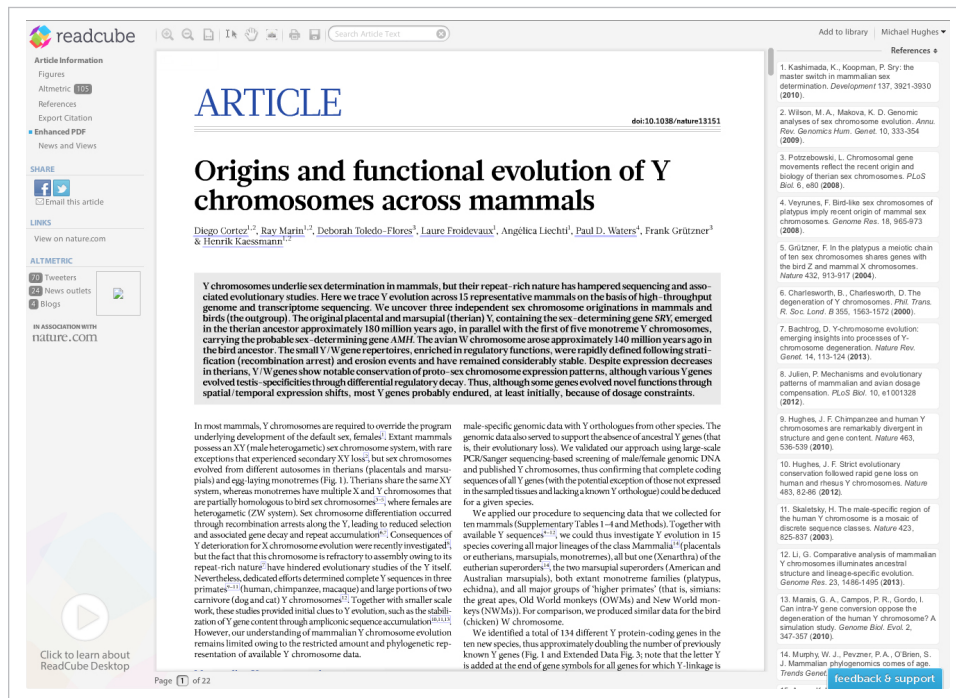 readcube
Search Article Text
Add to library
Michael Hughes
References
Article Information
Figures
Altmetric 105
References
Export Citation
Enhanced PDF
News and Views
SHARE
Email this article
LINKS
View on nature.com
ALTMETRIC
70 Tweeters
24 News outlets
4 Blogs
IN ASSOCIATION WITH
nature.com
Click to learn about
ReadCube Desktop
ARTICLE
doi:10.1038/nature13151
Origins and functional evolution of Y
chromosomes across mammals
Diego Cortez1,2, Ray Marin1,2, Deborah Toledo-Flores3, Laure Froidevaux1, Angélica Liechti1, Paul D. Waters4, Frank Grützner3
& Henrik Kaessmann1,2
Y chromosomes underlie sex determination in mammals, but their repeat-rich nature has hampered sequencing and asso-
ciated evolutionary studies. Here we trace Y evolution across 15 representative mammals on the basis of high-throughput
genome and transcriptome sequencing. We uncover three independent sex chromosome originations in mammals and
birds (the outgroup). The original placental and marsupial (therian) Y, containing the sex-determining gene SRY, emerged
in the therian ancestor approximately 180 million years ago, in parallel with the first of five monotreme Y chromosomes,
carrying the probable sex-determining gene AMH. The avian W chromosome arose approximately 140 million years ago in
the bird ancestor. The small Y/W gene repertoires, enriched in regulatory functions, were rapidly defined following strati-
fication (recombination arrest) and erosion events and have remained considerably stable. Despite expression decreases
in therians, Y/W genes show notable conservation of proto-sex chromosome expression patterns, although various Y genes
evolved testis-specificities through differential regulatory decay. Thus, although some genes evolved novel functions through
spatial/temporal expression shifts, most Y genes probably endured, at least initially, because of dosage constraints.
In most mammals, Y chromosomes are required to override the program
underlying development of the default sex, females1. Extant mammals
possess an XY (male heterogametic) sex chromosome system, with rare
exceptions that experienced secondary XY loss2, but sex chromosomes
evolved from different autosomes in therians (placentals and marsu-
pials) and egg-laying monotremes (Fig. 1). Therians share the same XY
system, whereas monotremes have multiple X and Y chromosomes that
are partially homologous to bird sex chromosomes3–5, where females are
heterogametic (ZW system). Sex chromosome differentiation occurred
through recombination arrests along the Y, leading to reduced selection
and associated gene decay and repeat accumulation6,7. Consequences of
Y deterioration for X chromosome evolution were recently investigated8,
but the fact that this chromosome is refractory to assembly owing to its
repeat-rich nature7 have hindered evolutionary studies of the Y itself.
Nevertheless, dedicated efforts determined complete Y sequences in three
primates9–11 (human, chimpanzee, macaque) and large portions of two
carnivore (dog and cat) Y chromosomes12. Together with smaller scale
work, these studies provided initial clues to Y evolution, such as the stabili-
zation of Y gene content through ampliconic sequence accumulation10,11,13.
However, our understanding of mammalian Y chromosome evolution
remains limited owing to the restricted amount and phylogenetic rep-
resentation of available Y chromosome data.
male-specific genomic data with Y orthologues from other species. The
genomic data also served to support the absence of ancestral Y genes (that
is, their evolutionary loss). We validated our approach using large-scale
PCR/Sanger sequencing-based screening of male/female genomic DNA
and published Y chromosomes, thus confirming that complete coding
sequences of all Y genes (with the potential exception of those not expressed
in the sampled tissues and lacking a known Y orthologue) could be deduced
for a given species.
We applied our procedure to sequencing data that we collected for
ten mammals (Supplementary Tables 1–4 and Methods). Together with
available Y sequences9–12, we could thus investigate Y evolution in 15
species covering all major lineages of the class Mammalia14 (placentals
or eutherians, marsupials, monotremes), all but one (Xenarthra) of the
eutherian superorders14, the two marsupial superorders (American and
Australian marsupials), both extant monotreme families (platypus,
echidna), and all major groups of 'higher primates' (that is, simians:
the great apes, Old World monkeys (OWMs) and New World mon-
keys (NWMs)). For comparison, we produced similar data for the bird
(chicken) W chromosome.
We identified a total of 134 different Y protein-coding genes in the
ten new species, thus approximately doubling the number of previously
known Y genes (Fig. 1 and Extended Data Fig. 3; note that the letter Y
is added at the end of gene symbols for all genes for which Y-linkage is
Page 1 of 22
1. Kashimada, K., Koopman, P. Sry: the
master switch in mammalian sex
determination. Development 137, 3921-3930
(2010).
2. Wilson, M. A., Makova, K. D. Genomic
analyses of sex chromosome evolution. Annu.
Rev. Genomics Hum. Genet. 10, 333-354
(2009).
3. Potrzebowski, L. Chromosomal gene
movements reflect the recent origin and
biology of therian sex chromosomes. PLoS
Biol. 6, e80 (2008).
4. Veyrunes, F. Bird-like sex chromosomes of
platypus imply recent origin of mammal sex
chromosomes. Genome Res. 18, 965-973
(2008).
5. Grützner, F. In the platypus a meiotic chain
of ten sex chromosomes shares genes with
the bird Z and mammal X chromosomes.
Nature 432, 913-917 (2004).
6. Charlesworth, B., Charlesworth, D. The
degeneration of Y chromosomes. Phil. Trans.
R. Soc. Lond. B 355, 1563-1572 (2000).
7. Bachtrog, D. Y-chromosome evolution:
emerging insights into processes of Y-
chromosome degeneration. Nature Rev.
Genet. 14, 113-124 (2013).
8. Julien, P. Mechanisms and evolutionary
patterns of mammalian and avian dosage
compensation. PLoS Biol. 10, e1001328
(2012).
9. Hughes, J. F. Chimpanzee and human Y
chromosomes are remarkably divergent in
structure and gene content. Nature 463,
536-539 (2010).
10. Hughes, J. F. Strict evolutionary
conservation followed rapid gene loss on
human and rhesus Y chromosomes. Nature
483, 82-86 (2012).
11. Skaletsky, H. The male-specific region of
the human Y chromosome is a mosaic of
discrete sequence classes. Nature 423,
825-837 (2003).
12. Li, G. Comparative analysis of mammalian
Y chromosomes illuminates ancestral
structure and lineage-specific evolution.
Genome Res. 23, 1486-1495 (2013).
13. Marais, G. A., Campos, P. R., Gordo, I.
Can intra-Y gene conversion oppose the
degeneration of the human Y chromosome? A
simulation study. Genome Biol. Evol. 2,
347-357 (2010).
14. Murphy, W. J., Pevzner, P. A., O'Brien, S.
J. Mammalian phylogenomics comes of age.
Trends Genet.
feedback & support